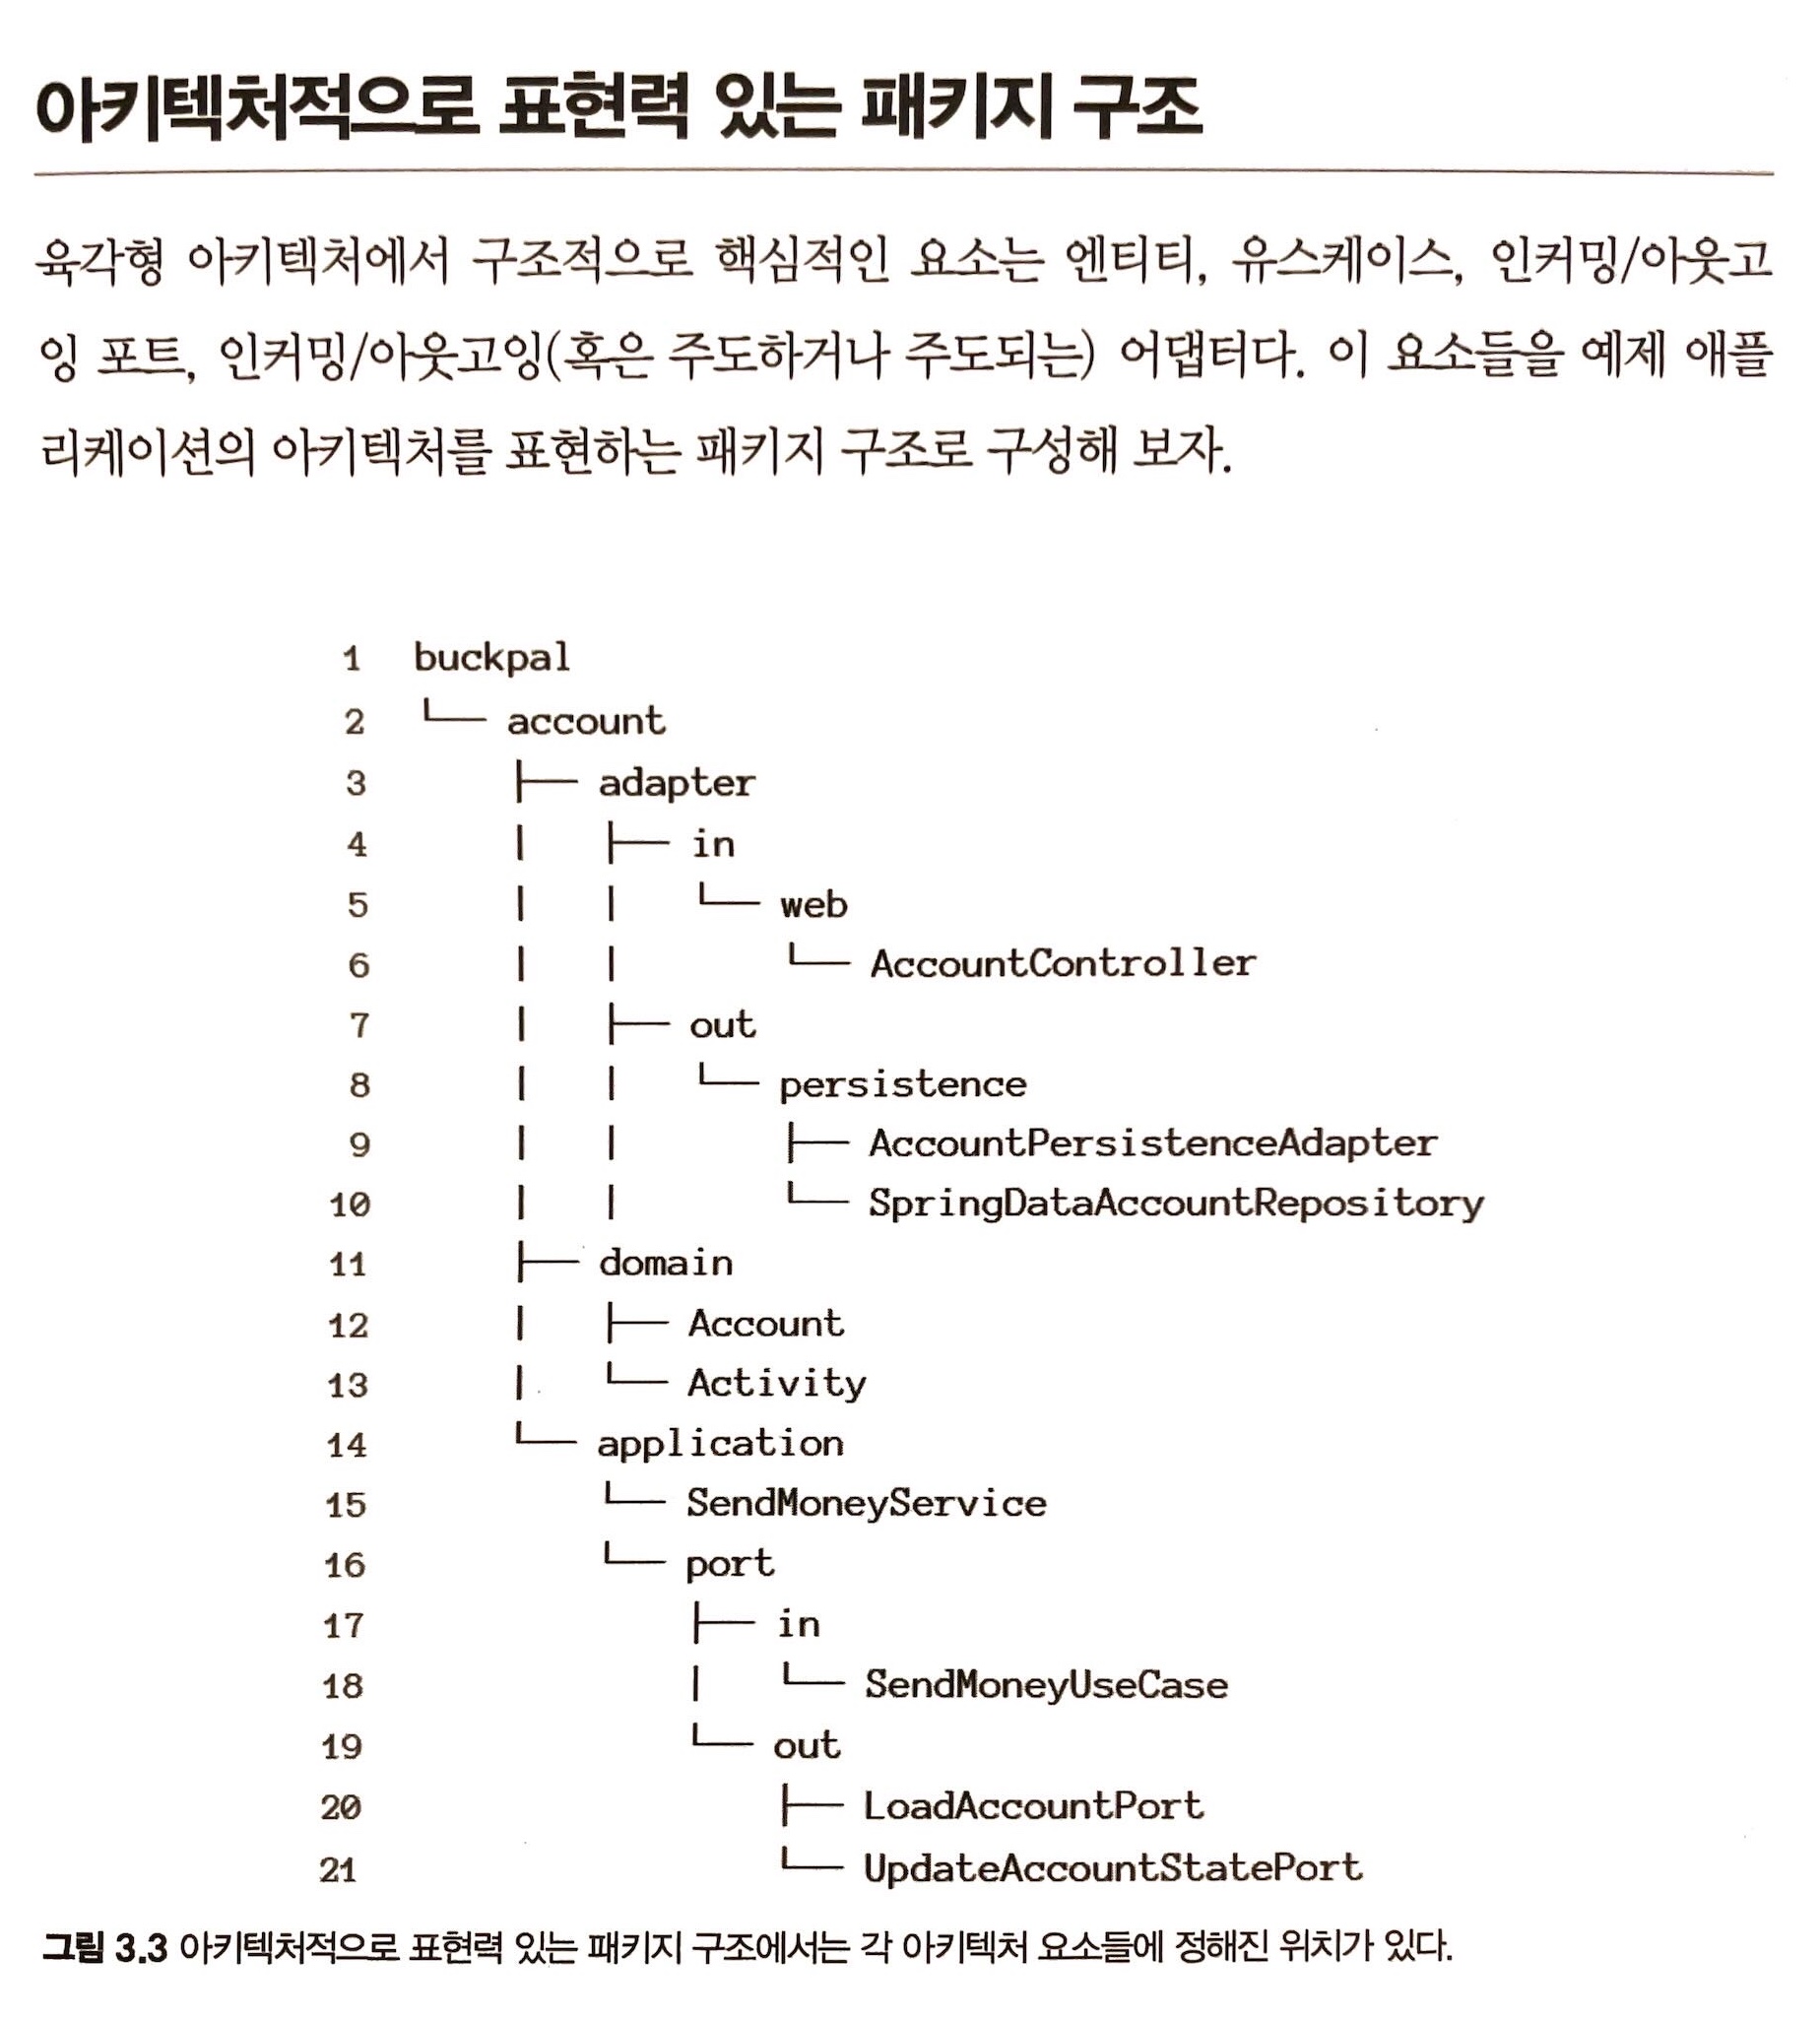 아키텍처적으로 표현력 있는 패키지 구조
육각형 아키텍처에서 구조적으로 핵심적인 요소는 엔티티, 유스케이스, 인커밍/아웃고
잉 포트, 인커밍/아웃고잉(혹은 주도하거나 주도되는) 어댑터다. 이 요소들을 예제 애플
리케이션의 아키텍처를 표현하는 패키지 구조로 구성해 보자.
1 buckpal
2 └── account
3     ├── adapter
4     |   ├── in
5     |   |   └── web
6     |   |       └── AccountController
7     |   ├── out
8     |   |   └── persistence
9     |   |       ├── AccountPersistenceAdapter
10     |   |       └── SpringDataAccountRepository
11     ├── domain
12     |   ├── Account
13     |   └── Activity
14     └── application
15         └── SendMoneyService
16         └── port
17             ├── in
18             |   └── SendMoneyUseCase
19             └── out
20                 ├── LoadAccountPort
21                 └── UpdateAccountStatePort
그림 3.3 아키텍처적으로 표현력 있는 패키지 구조에서는 각 아키텍처 요소들에 정해진 위치가 있다.